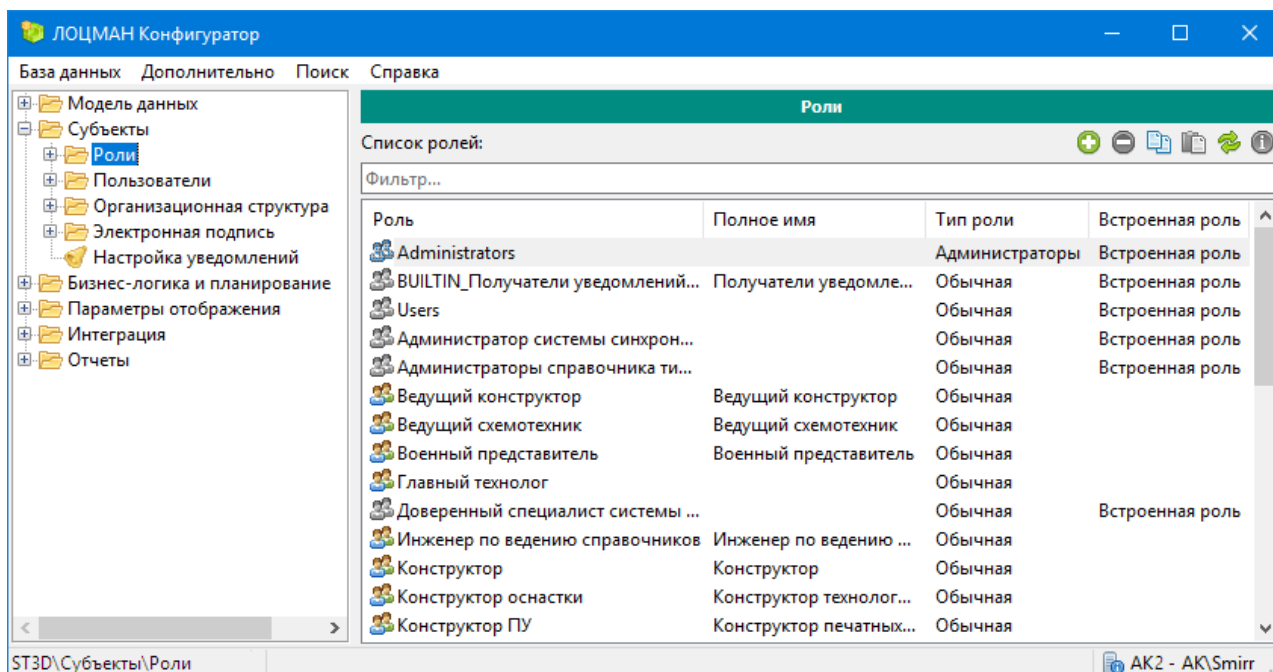 ЛОЦМАН Конфигуратор
База данных Дополнительно Поиск Справка
Модель данных
Субъекты
Роли
Пользователи
Организационная структура
Электронная подпись
Настройка уведомлений
Бизнес-логика и планирование
Параметры отображения
Интеграция
Отчеты
Роли
Список ролей:
Фильтр...
Роль Полное имя Тип роли Встроенная роль
Administrators Администраторы Встроенная роль
BUILTIN_Получатели уведомлений... Получатели уведомле... Обычная Встроенная роль
Users Обычная Встроенная роль
Администратор системы синхрон... Обычная Встроенная роль
Администраторы справочника ти... Обычная Встроенная роль
Ведущий конструктор Ведущий конструктор Обычная
Ведущий схемотехник Ведущий схемотехник Обычная
Военный представитель Военный представитель Обычная
Главный технолог Обычная
Доверенный специалист системы ... Обычная Встроенная роль
Инженер по ведению справочников Инженер по ведению ... Обычная
Конструктор Конструктор Обычная
Конструктор оснастки Конструктор технолог... Обычная
Конструктор ПУ Конструктор печатных... Обычная
ST3D\Субъекты\Роли AK2 - AK\Smirr